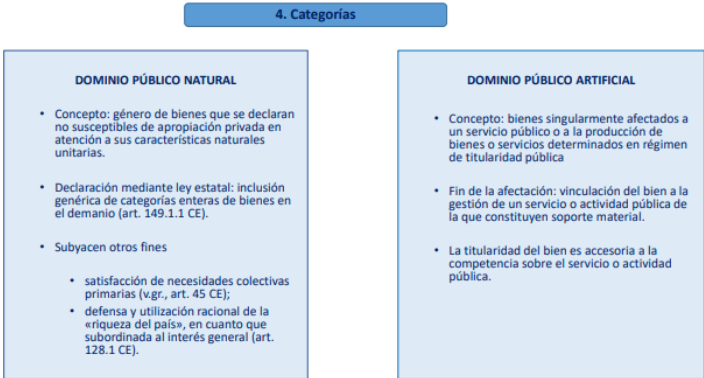 4. Categorías
DOMINIO PÚBLICO NATURAL
• Concepto: género de bienes que se declaran
no susceptibles de apropiación privada en
atención a sus características naturales
unitarias.
• Declaración mediante ley estatal: inclusión
genérica de categorías enteras de bienes en
el demanio (art. 149.1.1 CE).
• Subyacen otros fines
• satisfacción de necesidades colectivas
primarias (v.gr., art. 45 CE);
• defensa y utilización racional de la
«riqueza del país», en cuanto que
subordinada al interés general (art.
128.1 CE).
DOMINIO PÚBLICO ARTIFICIAL
• Concepto: bienes singularmente afectados a
un servicio público o a la producción de
bienes o servicios determinados en régimen
de titularidad pública
• Fin de la afectación: vinculación del bien a la
gestión de un servicio o actividad pública de
la que constituyen soporte material.
• La titularidad del bien es accesoria a la
competencia sobre el servicio o actividad
pública.